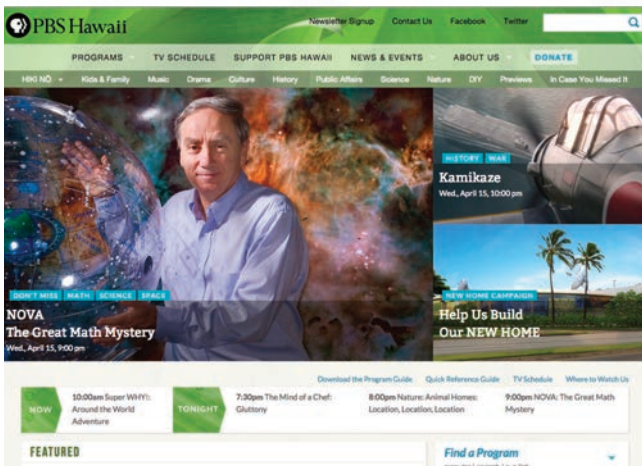 PBS Hawaii
Newsletter Signup Contact Us Facebook Twitter
PROGRAMS TV SCHEDULE SUPPORT PBS HAWAII NEWS & EVENTS ABOUT US DONATE
HIKI NŌ Kids & Family Music Drama Culture History Public Affairs Science Nature DIY Previews In Case You Missed It
DON'T MISS MATH SCIENCE SPACE
NOVA
The Great Math Mystery
Wed., April 15, 9:00 pm
HISTORY WAR
Kamikaze
Wed., April 15, 10:00 pm
NEW HOME CAMPAIGN
Help Us Build
Our NEW HOME
Download the Program Guide Quick Reference Guide TV Schedule Where to Watch Us
NOW
10:00am Super WHY!:
Around the World
Adventure
TONIGHT
7:30pm The Mind of a Chef:
Gluttony
8:00pm Nature: Animal Homes:
Location, Location, Location
9:00pm NOVA: The Great Math
Mystery
FEATURED
Find a Program